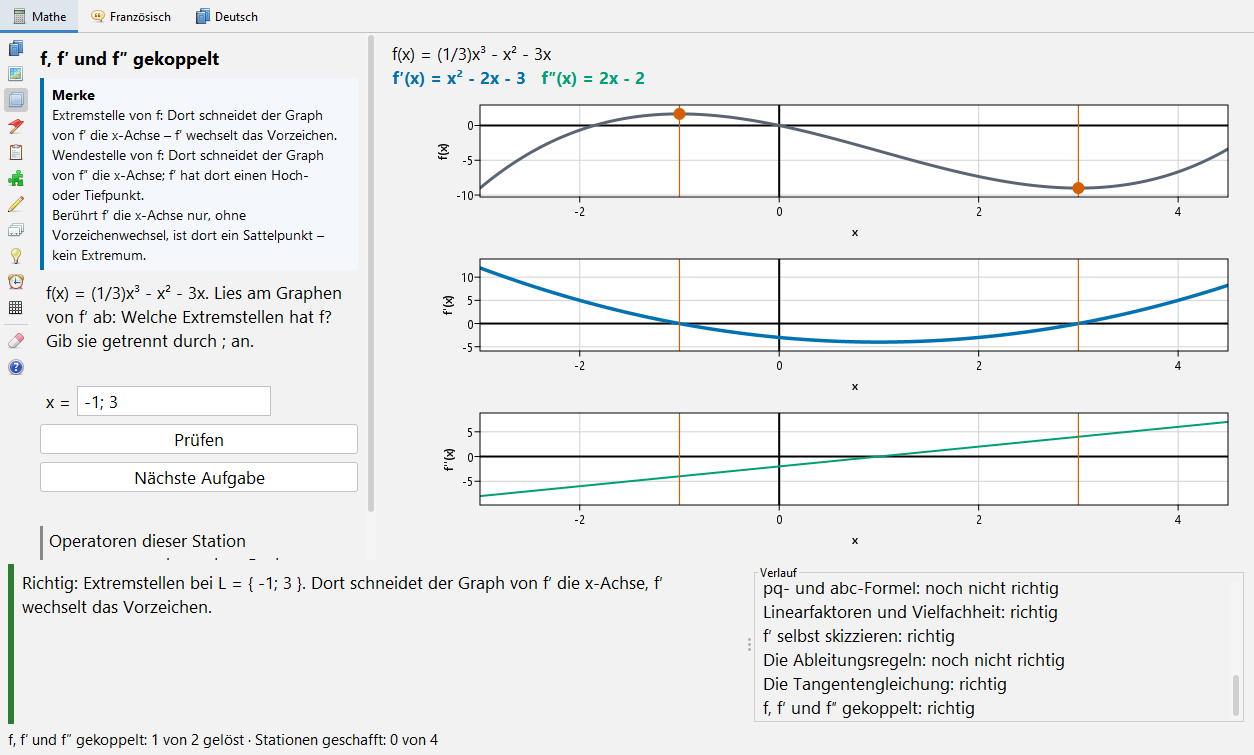 Mathe Französisch Deutsch
f, f′ und f″ gekoppelt
Merke
Extremstelle von f: Dort schneidet der Graph
von f′ die x-Achse – f′ wechselt das Vorzeichen.
Wendestelle von f: Dort schneidet der Graph
von f″ die x-Achse; f′ hat dort einen Hoch-
oder Tiefpunkt.
Berührt f′ die x-Achse nur, ohne
Vorzeichenwechsel, ist dort ein Sattelpunkt –
kein Extremum.
f(x) = (1/3)x³ - x² - 3x. Lies am Graphen
von f′ ab: Welche Extremstellen hat f?
Gib sie getrennt durch ; an.
x = -1; 3
Prüfen
Nächste Aufgabe
Operatoren dieser Station
f(x) = (1/3)x³ - x² - 3x
f′(x) = x² - 2x - 3 f″(x) = 2x - 2
f(x)
0
-5
-10
-2 0 2 4
x
f′(x)
10
5
0
-5
-2 0 2 4
x
f″(x)
5
0
-5
-2 0 2 4
x
Richtig: Extremstellen bei L = { -1; 3 }. Dort schneidet der Graph von f′ die x-Achse, f′
wechselt das Vorzeichen.
Verlauf
pq- und abc-Formel: noch nicht richtig
Linearfaktoren und Vielfachheit: richtig
f′ selbst skizzieren: richtig
Die Ableitungsregeln: noch nicht richtig
Die Tangentengleichung: richtig
f, f′ und f″ gekoppelt: richtig
f, f′ und f″ gekoppelt: 1 von 2 gelöst · Stationen geschafft: 0 von 4